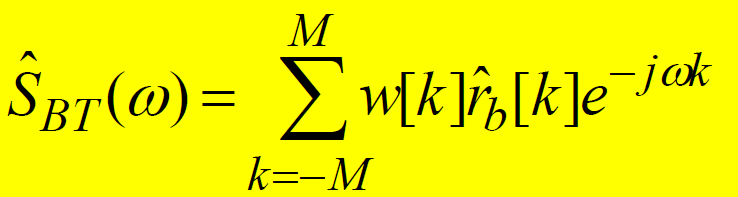 Ŝ_BT(ω) = ∑_{k=-M}^{M} w[k]r̂_b[k]e^{-jωk}